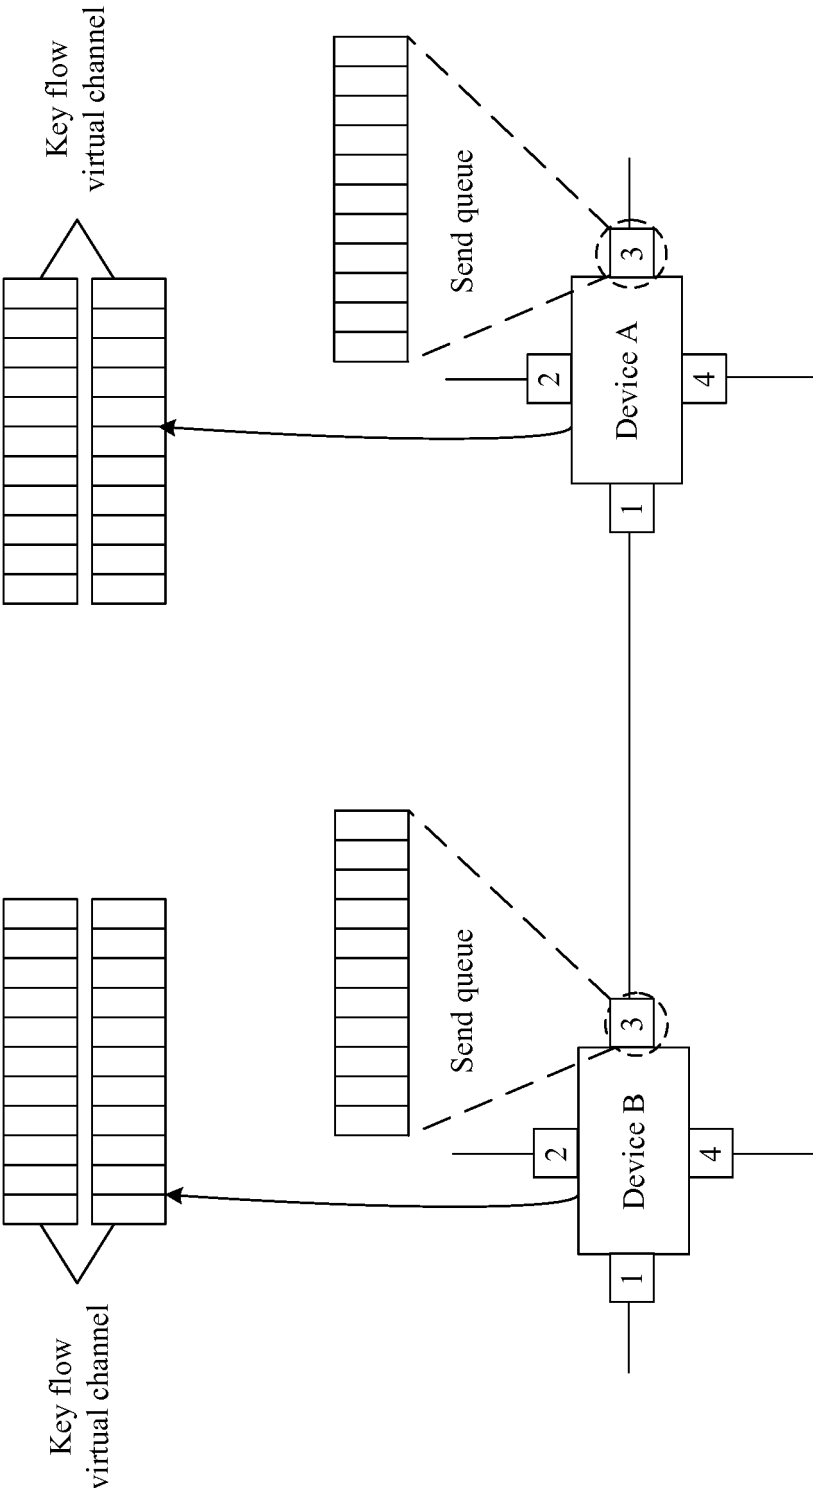 Key flow
virtual channel
Key flow
virtual channel
Send queue
Send queue
2
2
1
Device B
3
1
Device A
3
4
4